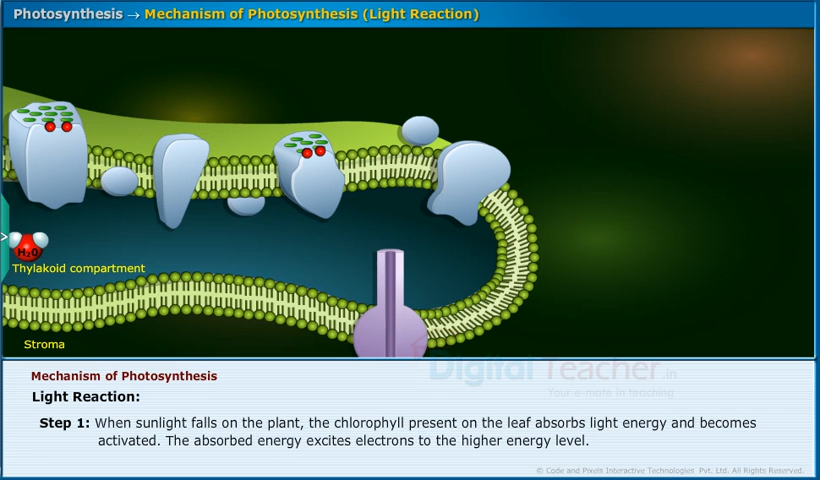 Photosynthesis → Mechanism of Photosynthesis (Light Reaction)
H₂O
Thylakoid compartment
Stroma
Digital Teacher.in
Your e-mate in teaching
Mechanism of Photosynthesis
Light Reaction:
Step 1: When sunlight falls on the plant, the chlorophyll present on the leaf absorbs light energy and becomes
activated. The absorbed energy excites electrons to the higher energy level.
© Code and Pixels Interactive Technologies Pvt. Ltd. All Rights Reserved.